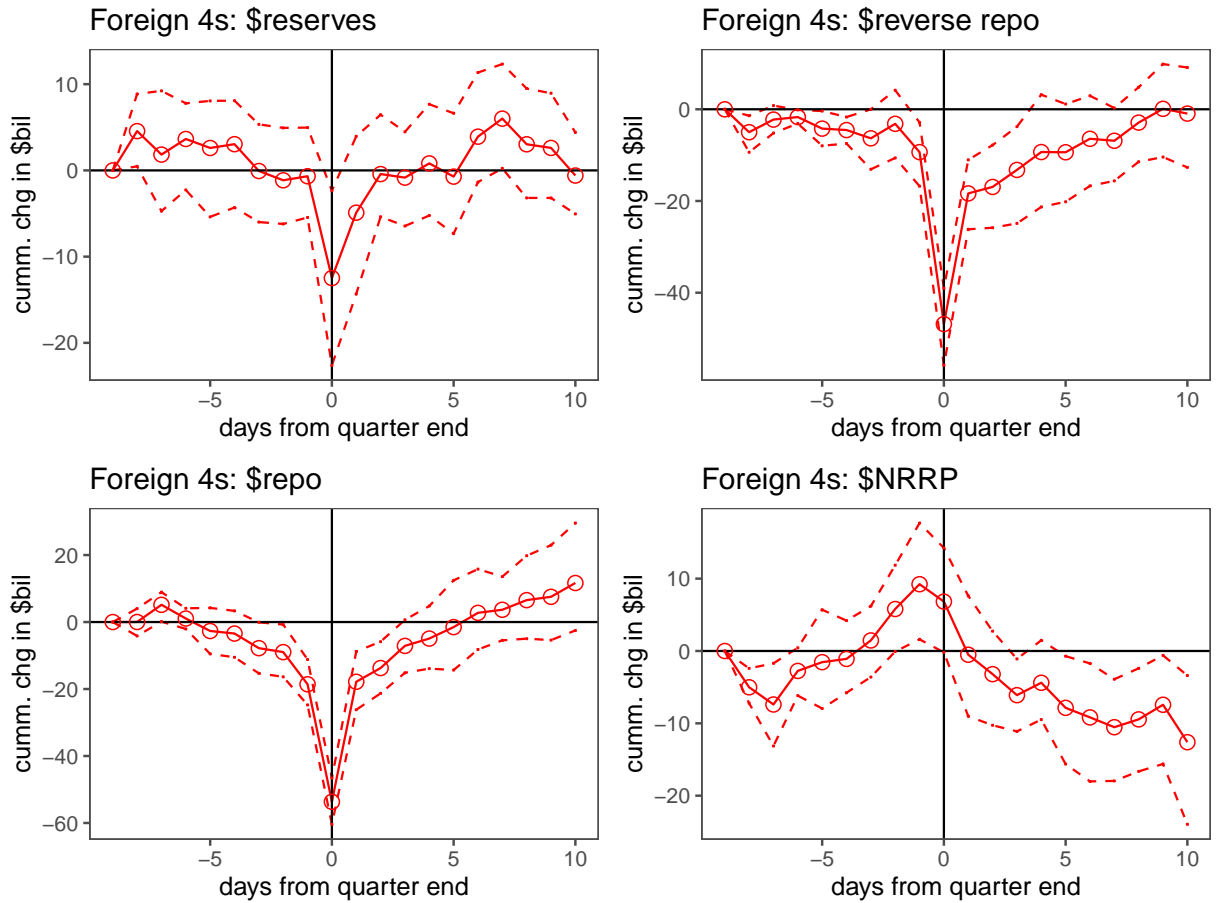 Foreign 4s: $reserves
cumm. chg in $bil
10
0
−10
−20
−5
0
5
10
days from quarter end
Foreign 4s: $reverse repo
cumm. chg in $bil
0
−20
−40
−5
0
5
10
days from quarter end
Foreign 4s: $repo
cumm. chg in $bil
20
0
−20
−40
−60
−5
0
5
10
days from quarter end
Foreign 4s: $NRRP
cumm. chg in $bil
10
0
−10
−20
−5
0
5
10
days from quarter end